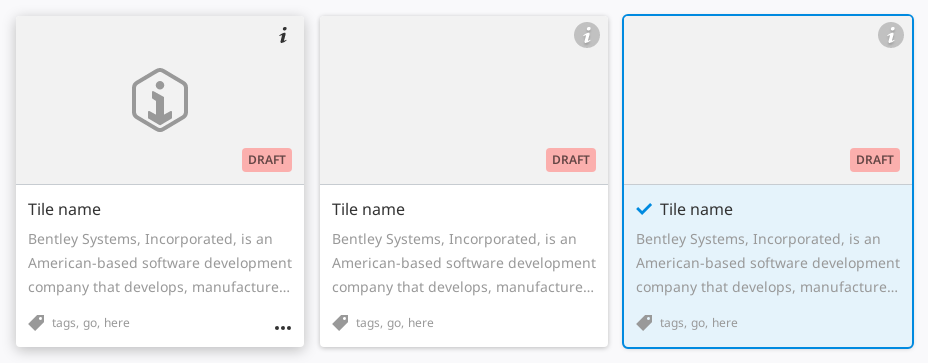 DRAFT
Tile name
Bentley Systems, Incorporated, is an
American-based software development
company that develops, manufacture...
tags, go, here
DRAFT
Tile name
Bentley Systems, Incorporated, is an
American-based software development
company that develops, manufacture...
tags, go, here
DRAFT
Tile name
Bentley Systems, Incorporated, is an
American-based software development
company that develops, manufacture...
tags, go, here